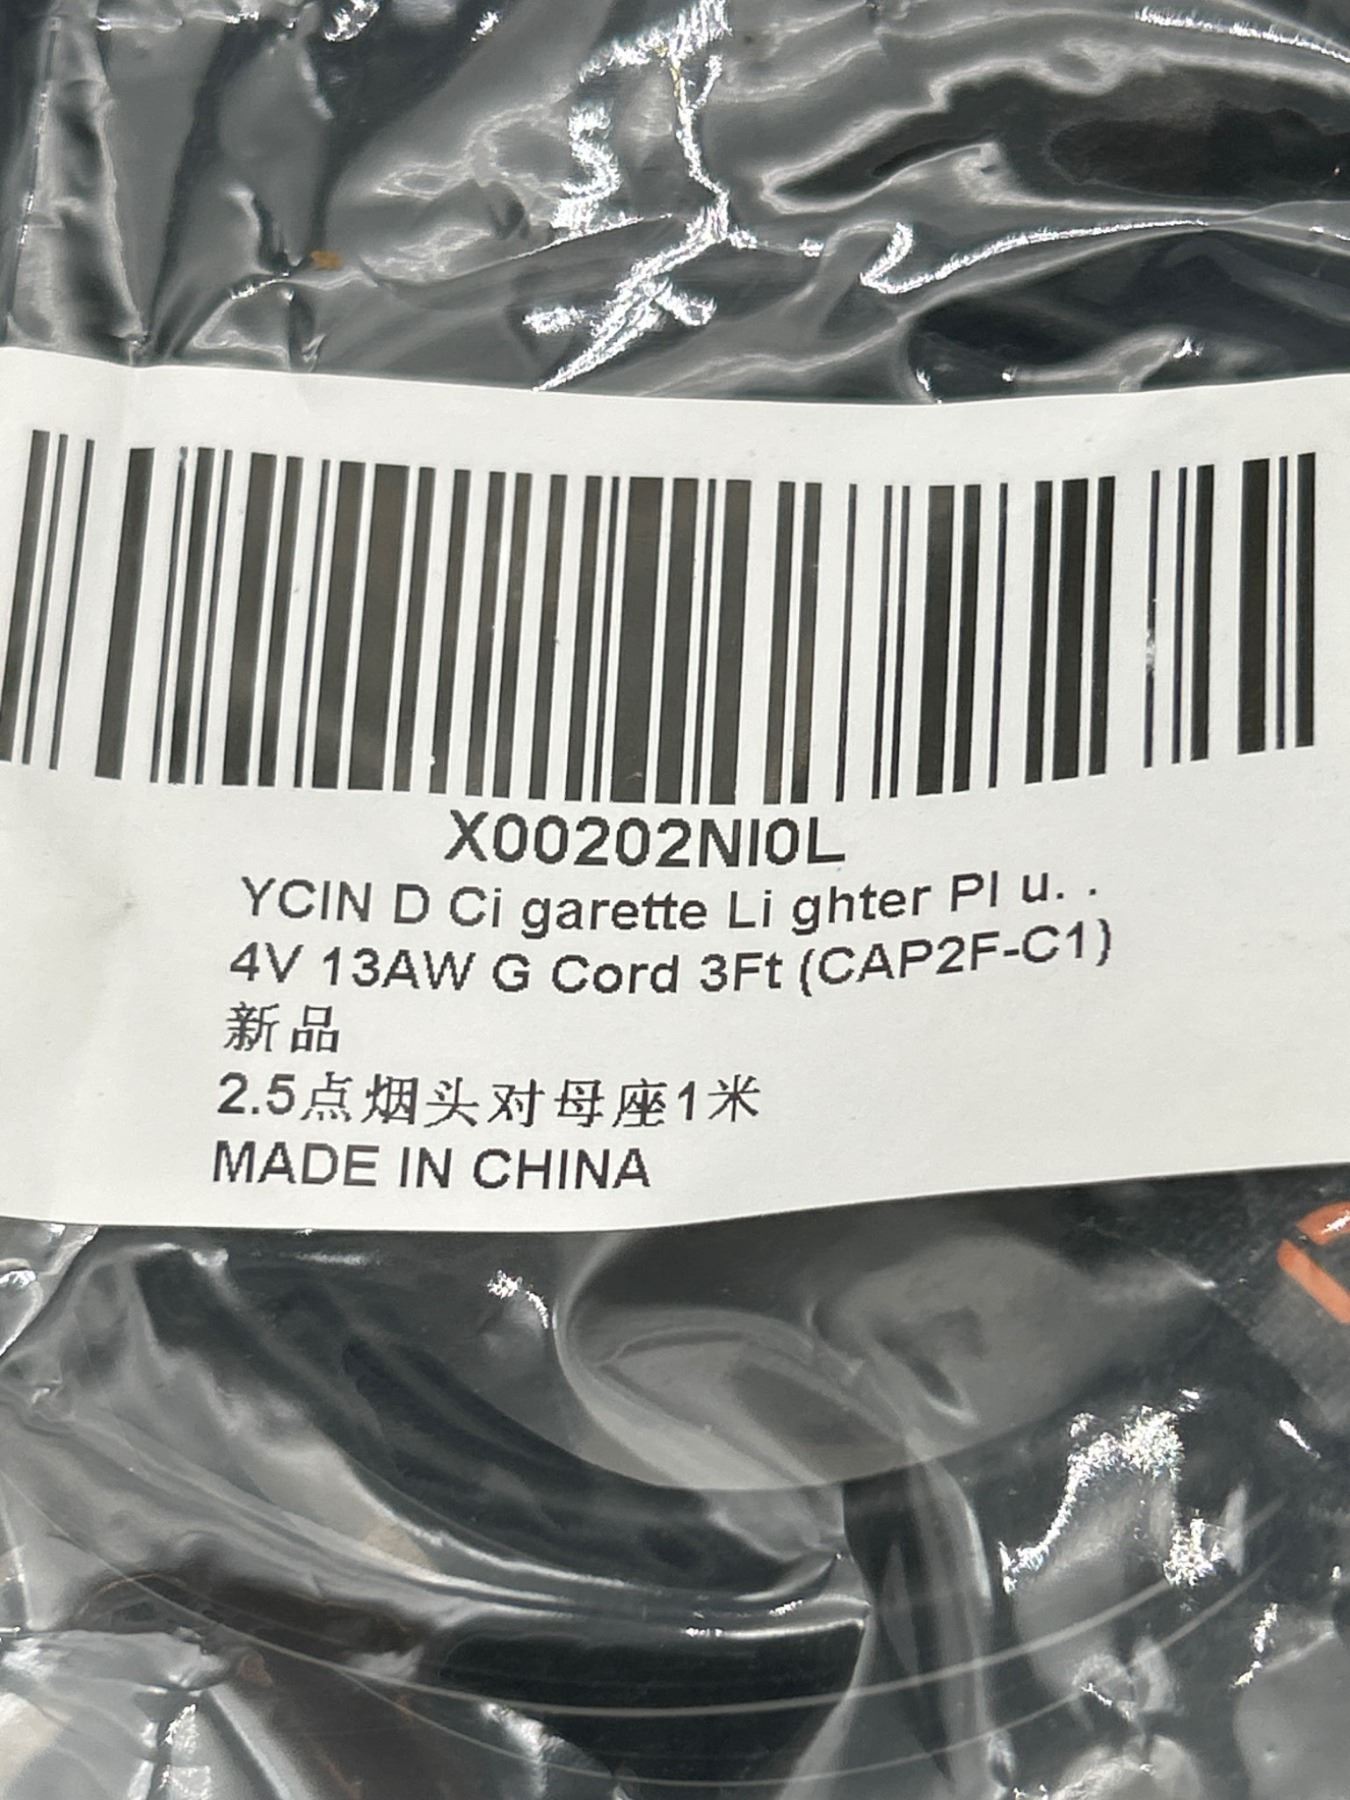 X00202NI0L
YCIN D Ci garette Li ghter Pl u. .
4V 13AW G Cord 3Ft (CAP2F-C1)
新品
2.5点烟头对母座1米
MADE IN CHINA